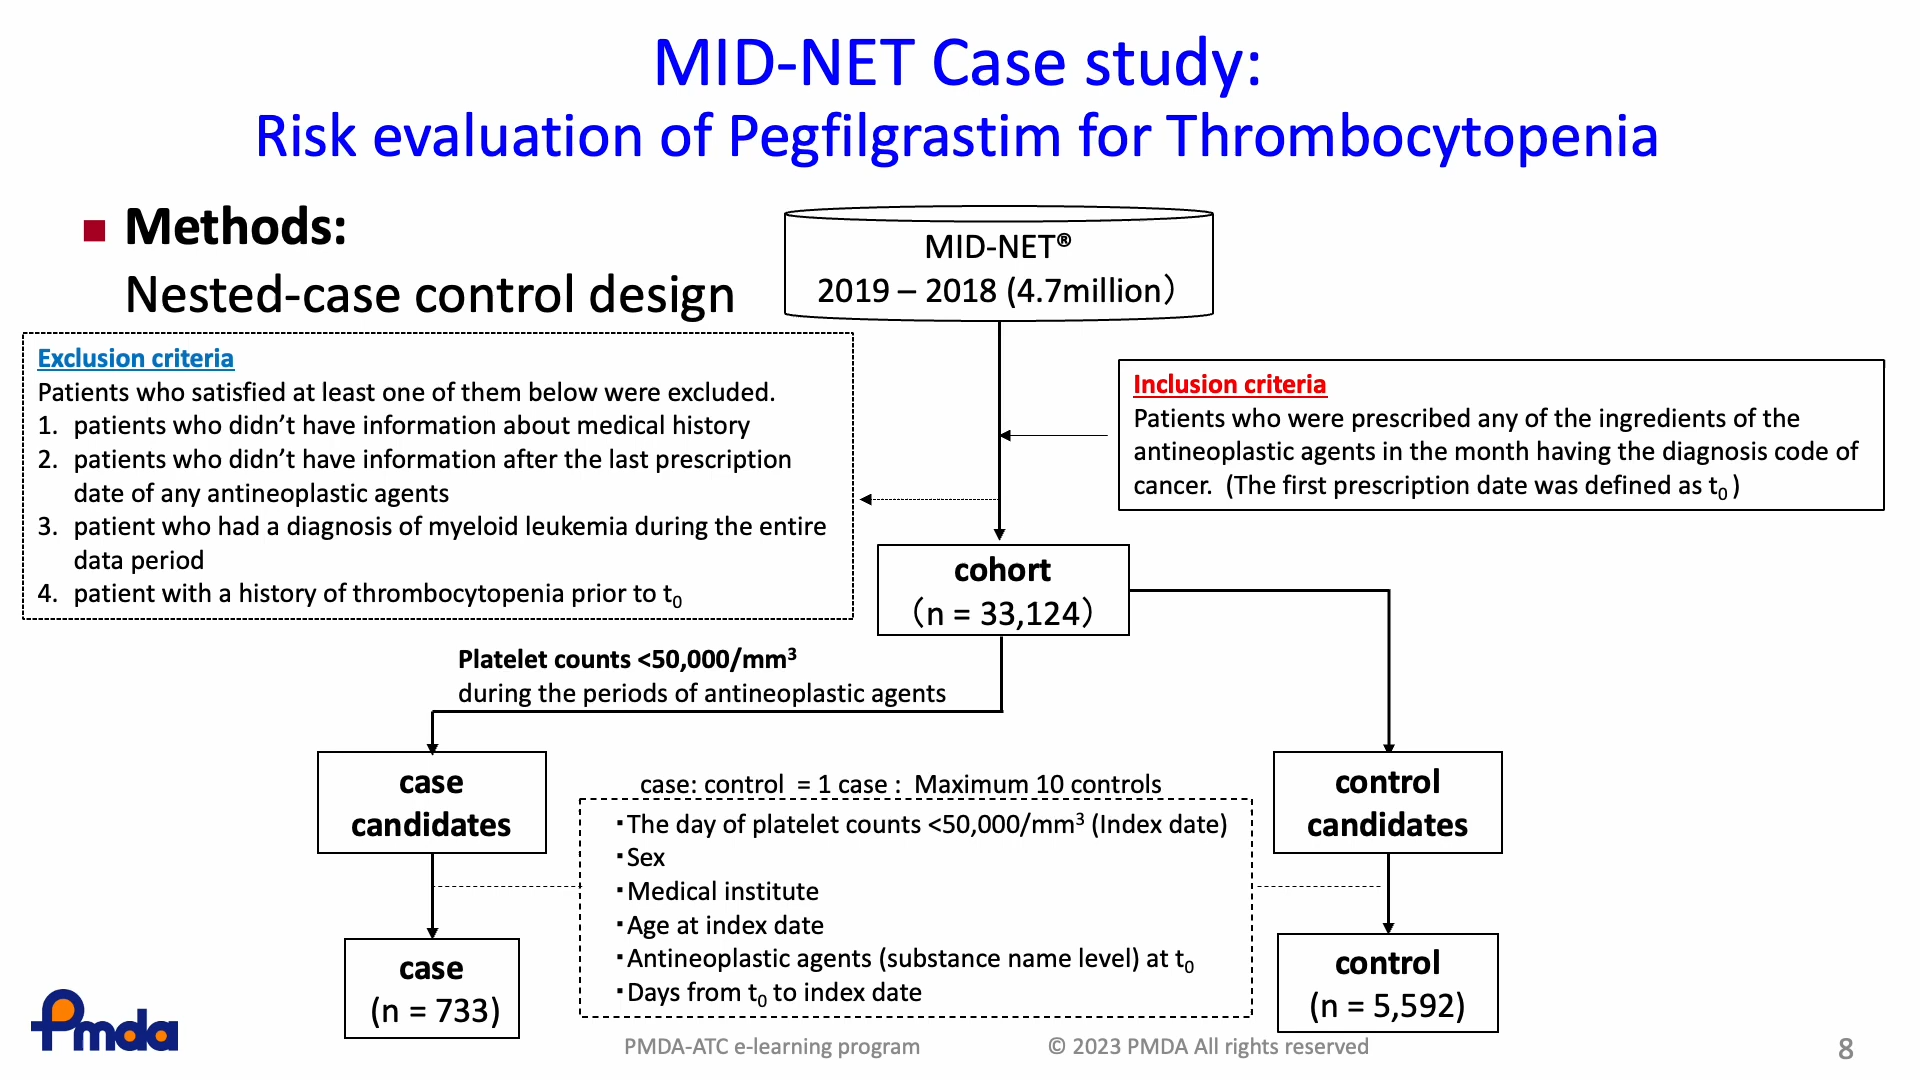 MID-NET Case study:
Risk evaluation of Pegfilgrastim for Thrombocytopenia
■ Methods:
Nested-case control design
MID-NET®
2019 – 2018 (4.7million）
Exclusion criteria
Patients who satisfied at least one of them below were excluded.
1. patients who didn’t have information about medical history
2. patients who didn’t have information after the last prescription
date of any antineoplastic agents
3. patient who had a diagnosis of myeloid leukemia during the entire
data period
4. patient with a history of thrombocytopenia prior to t₀
Inclusion criteria
Patients who were prescribed any of the ingredients of the
antineoplastic agents in the month having the diagnosis code of
cancer. (The first prescription date was defined as t₀ )
cohort
（n = 33,124）
Platelet counts <50,000/mm³
during the periods of antineoplastic agents
case
candidates
case: control = 1 case : Maximum 10 controls
・The day of platelet counts <50,000/mm³ (Index date)
・Sex
・Medical institute
・Age at index date
・Antineoplastic agents (substance name level) at t₀
・Days from t₀ to index date
control
candidates
case
(n = 733)
control
(n = 5,592)
Pmda
PMDA-ATC e-learning program
© 2023 PMDA All rights reserved
8